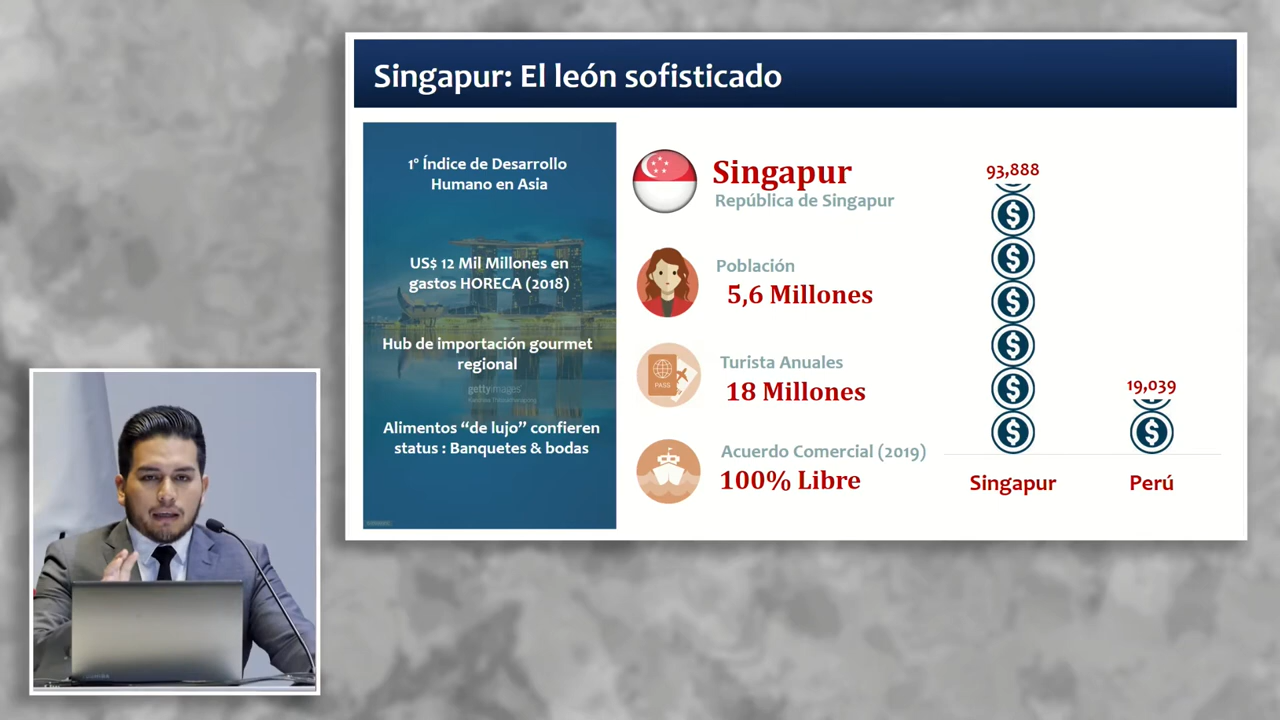 Singapur: El león sofisticado
1° Índice de Desarrollo
Humano en Asia
US$ 12 Mil Millones en
gastos HORECA (2018)
Hub de importación gourmet
regional
gettyimages
Alimentos “de lujo” confieren
status : Banquetes & bodas
Singapur
República de Singapur
Población
5,6 Millones
Turista Anuales
18 Millones
Acuerdo Comercial (2019)
100% Libre
PASS
93,888
19,039
Singapur
Perú